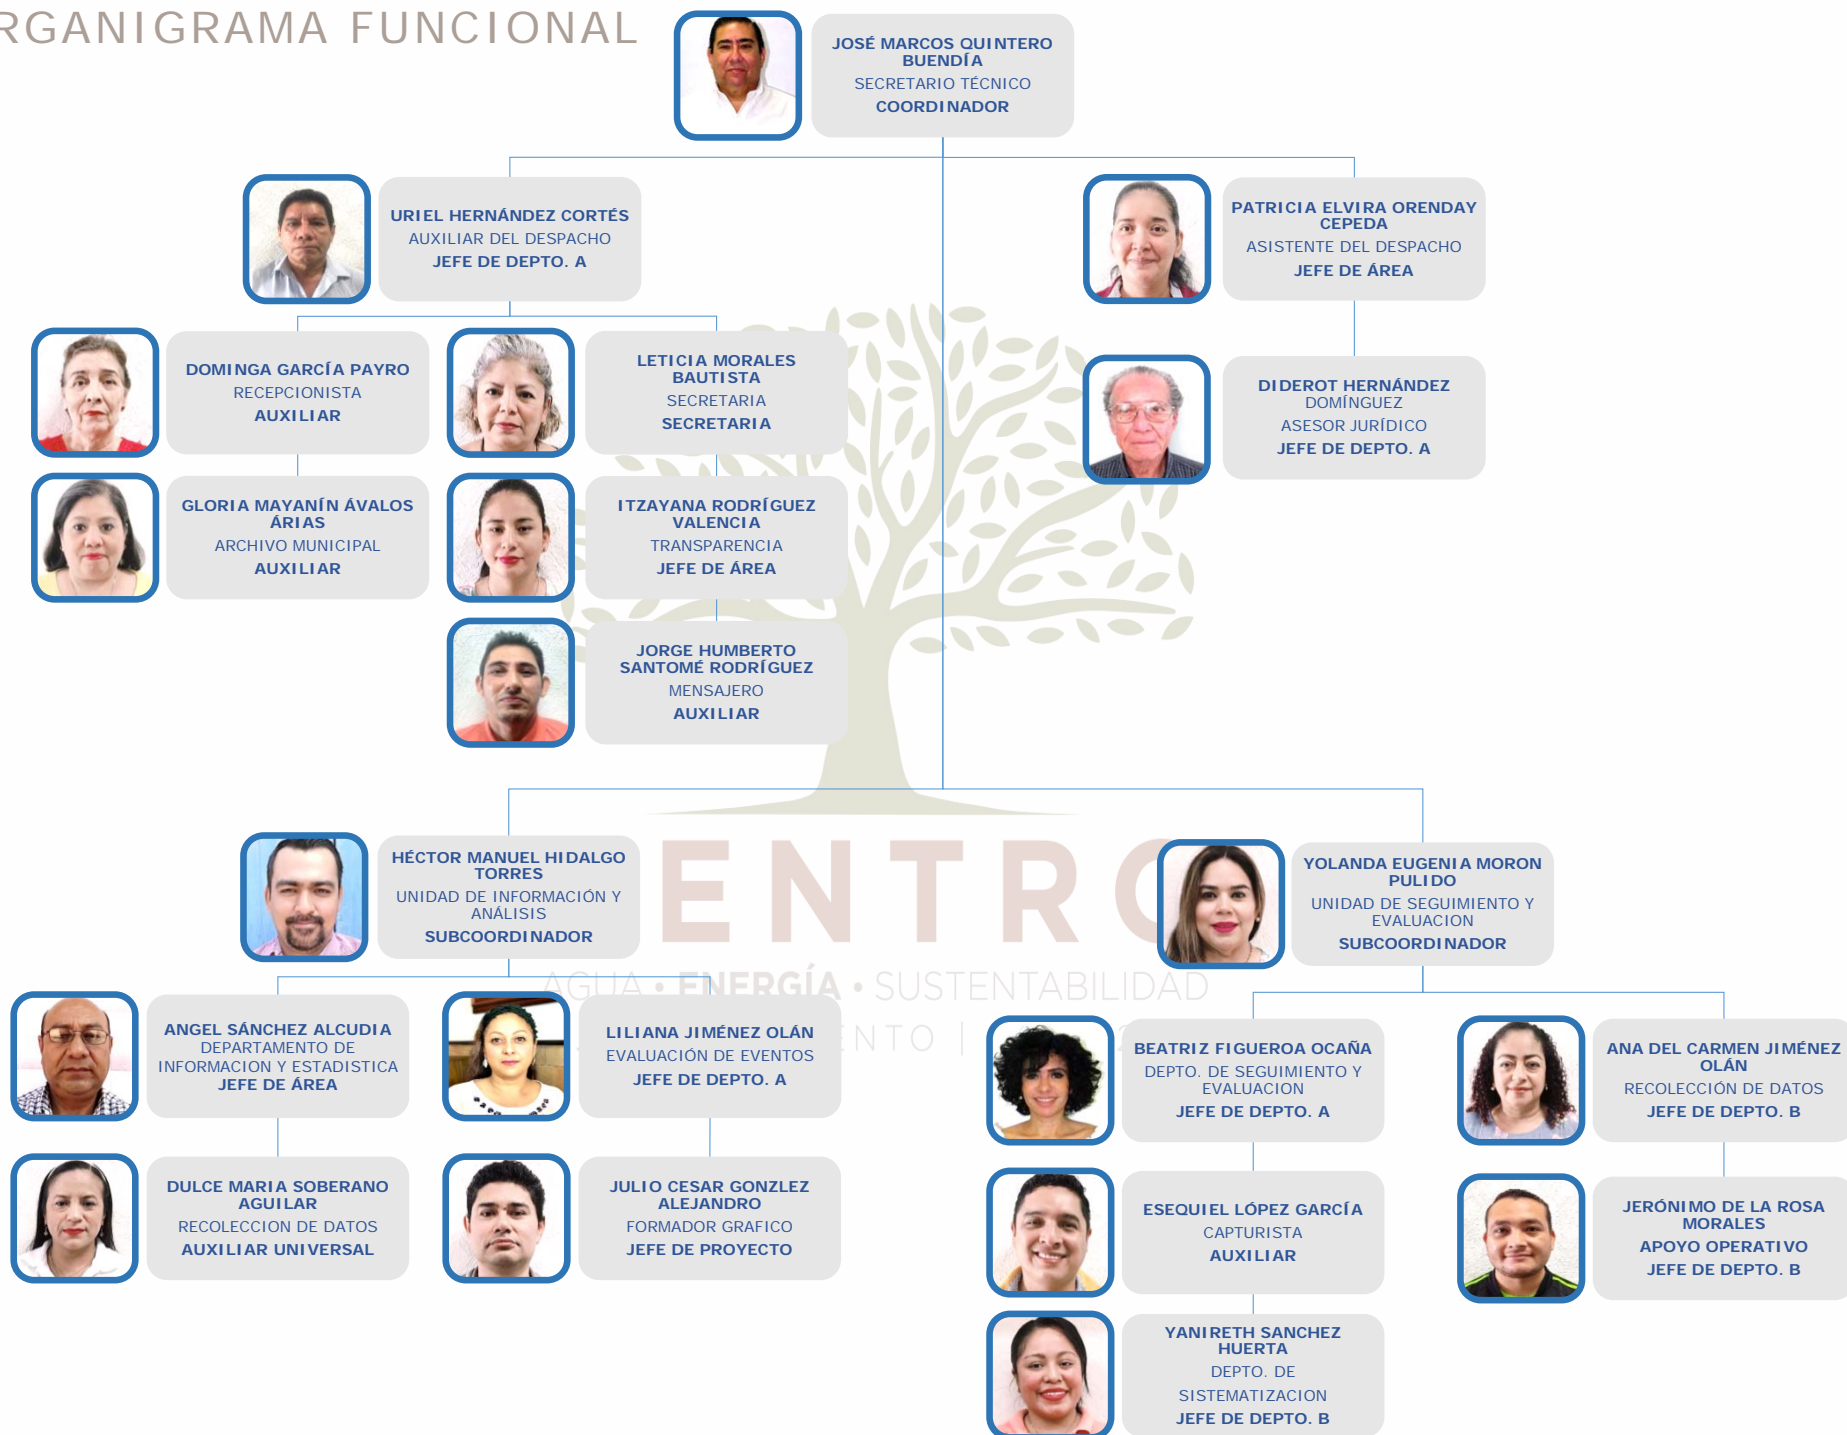 RGANIGRAMA FUNCIONAL
JOSÉ MARCOS QUINTERO
BUENDÍA
SECRETARIO TÉCNICO
COORDINADOR
URIEL HERNÁNDEZ CORTÉS
AUXILIAR DEL DESPACHO
JEFE DE DEPTO. A
PATRICIA ELVIRA ORENDAY
CEPEDA
ASISTENTE DEL DESPACHO
JEFE DE ÁREA
DOMINGA GARCÍA PAYRO
RECEPCIONISTA
AUXILIAR
LETICIA MORALES
BAUTISTA
SECRETARIA
SECRETARIA
DIDEROT HERNÁNDEZ
DOMÍNGUEZ
ASESOR JURÍDICO
JEFE DE DEPTO. A
GLORIA MAYANÍN ÁVALOS
ÁRIAS
ARCHIVO MUNICIPAL
AUXILIAR
ITZAYANA RODRÍGUEZ
VALENCIA
TRANSPARENCIA
JEFE DE ÁREA
JORGE HUMBERTO
SANTOMÉ RODRÍGUEZ
MENSAJERO
AUXILIAR
HÉCTOR MANUEL HIDALGO
TORRES
UNIDAD DE INFORMACIÓN Y
ANÁLISIS
SUBCOORDINADOR
ENTRO
AGUA • ENERGÍA • SUSTENTABILIDAD
YOLANDA EUGENIA MORON
PULIDO
UNIDAD DE SEGUIMIENTO Y
EVALUACION
SUBCOORDINADOR
ANGEL SÁNCHEZ ALCUDIA
DEPARTAMENTO DE
INFORMACION Y ESTADISTICA
JEFE DE ÁREA
LILIANA JIMÉNEZ OLÁN
EVALUACIÓN DE EVENTOS
JEFE DE DEPTO. A
ENTO |
BEATRIZ FIGUEROA OCAÑA
DEPTO. DE SEGUIMIENTO Y
EVALUACION
JEFE DE DEPTO. A
ANA DEL CARMEN JIMÉNEZ
OLÁN
RECOLECCIÓN DE DATOS
JEFE DE DEPTO. B
DULCE MARIA SOBERANO
AGUILAR
RECOLECCION DE DATOS
AUXILIAR UNIVERSAL
JULIO CESAR GONZLEZ
ALEJANDRO
FORMADOR GRAFICO
JEFE DE PROYECTO
ESEQUIEL LÓPEZ GARCÍA
CAPTURISTA
AUXILIAR
JERÓNIMO DE LA ROSA
MORALES
APOYO OPERATIVO
JEFE DE DEPTO. B
YANIRETH SANCHEZ
HUERTA
DEPTO. DE
SISTEMATIZACION
JEFE DE DEPTO. B